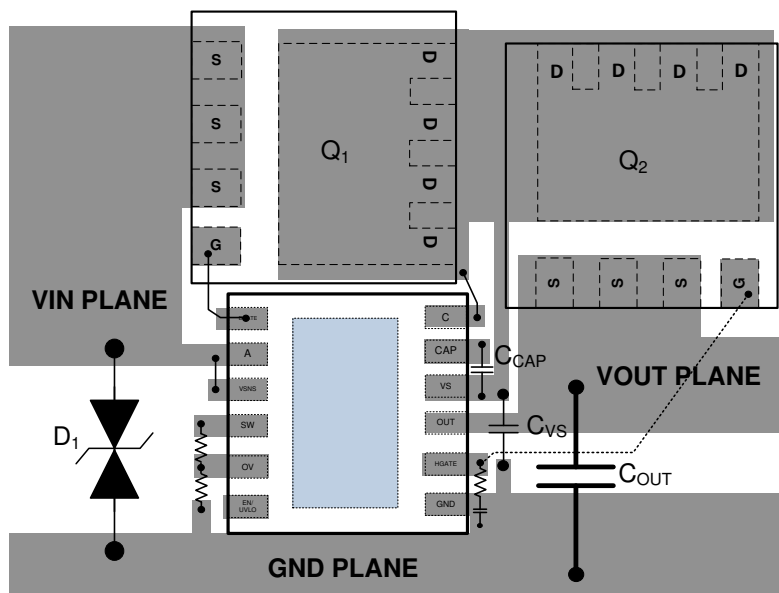 S D D D D D
S D
Q1 Q2
S D
G D S S S G
VIN PLANE
C
A CAP CCAP
VSNS VS VOUT PLANE
D1 SW OUT CVS
OV HGATE COUT
EN/
UVLO GND
GND PLANE